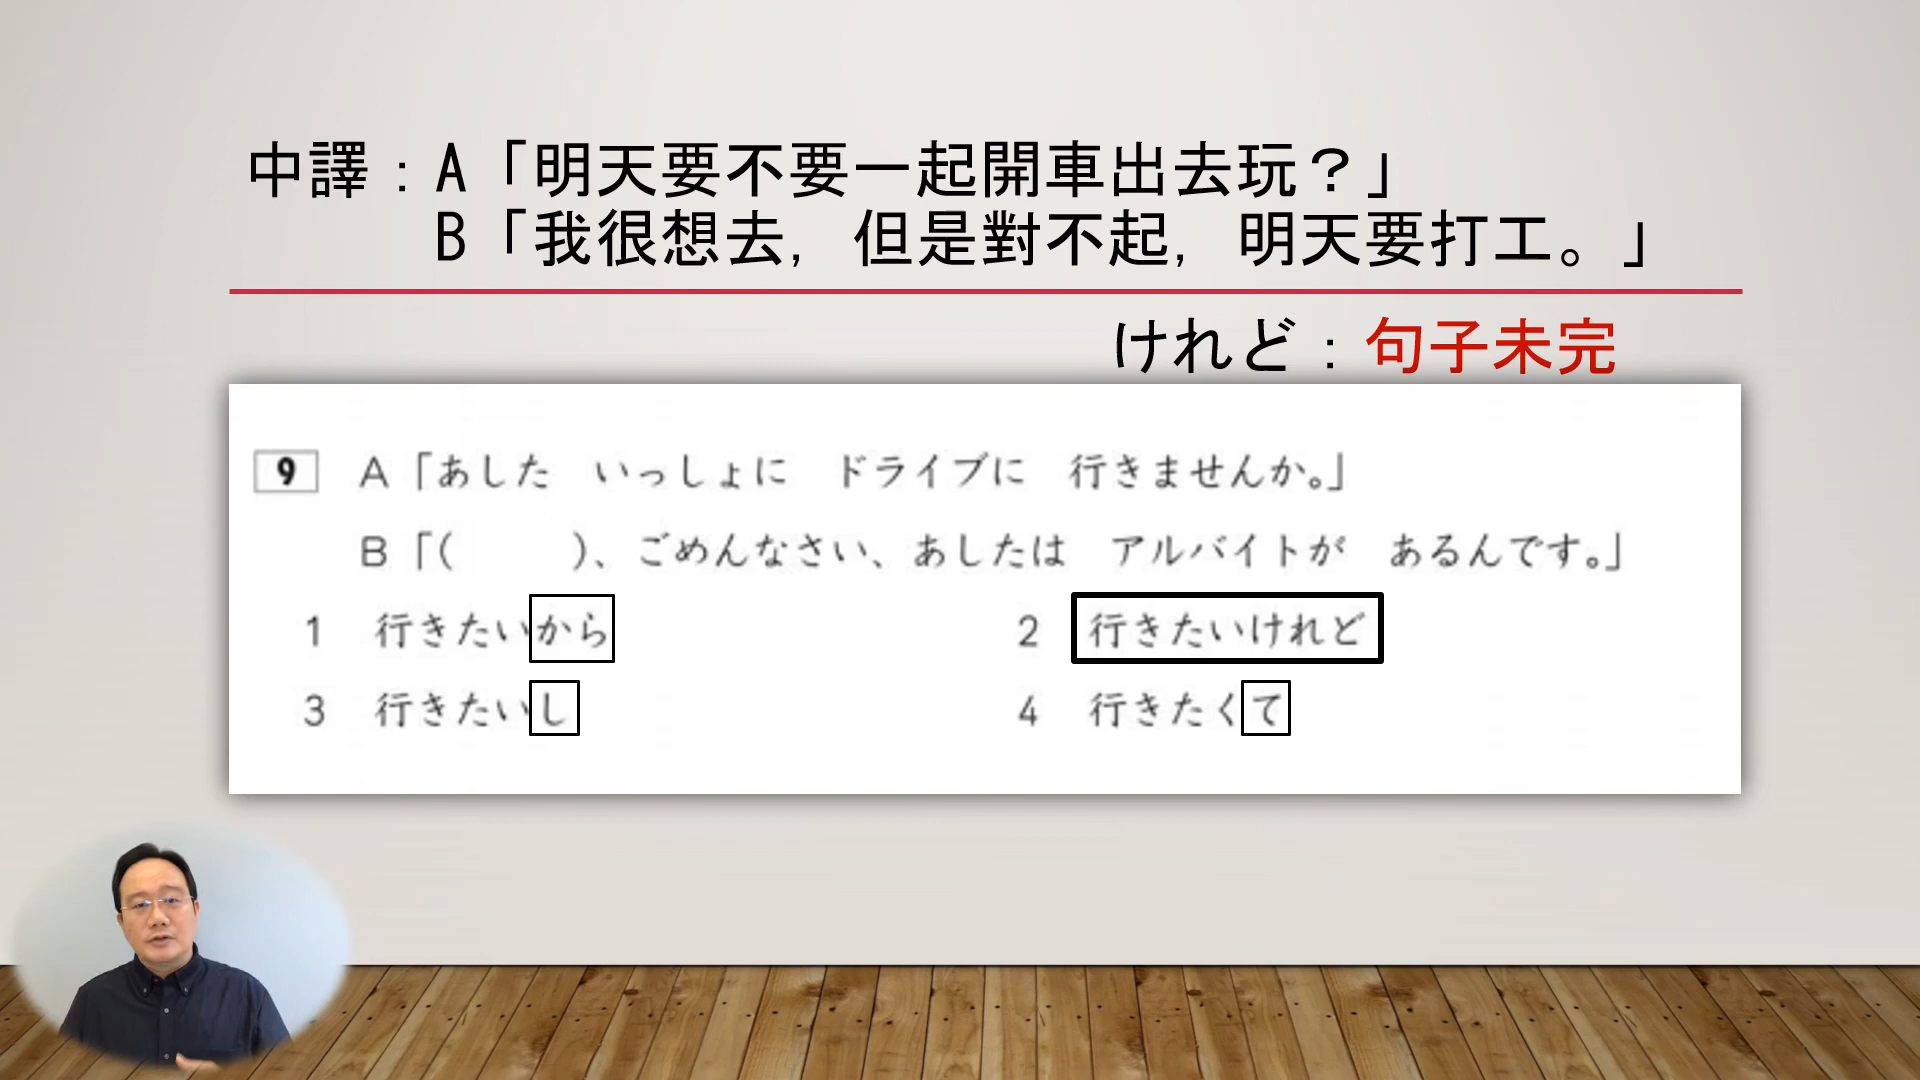 中譯：A「明天要不要一起開車出去玩？」
B「我很想去，但是對不起，明天要打工。」
けれど：句子未完
9 A「あした いっしょに ドライブに 行きませんか。」
B「( )、ごめんなさい、あしたは アルバイトが あるんです。」
1 行きたいから 2 行きたいけれど
3 行きたいし 4 行きたくて